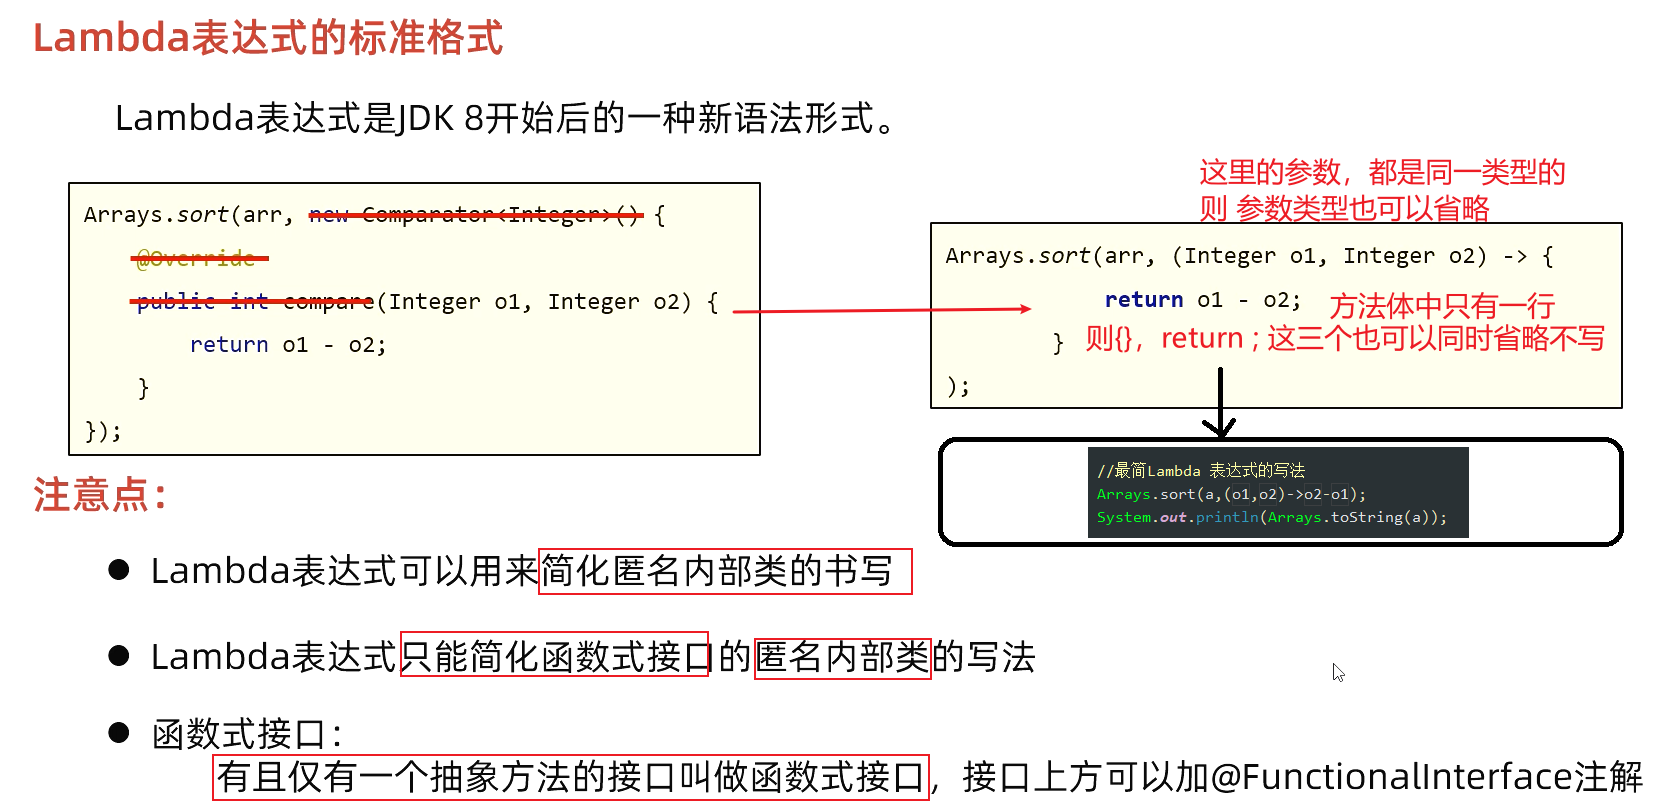 Lambda表达式的标准格式
Lambda表达式是JDK 8开始后的一种新语法形式。
Arrays.sort(arr, new Comparator<Integer>() {
@Override
public int compare(Integer o1, Integer o2) {
return o1 - o2;
}
});
这里的参数，都是同一类型的
则 参数类型也可以省略
Arrays.sort(arr, (Integer o1, Integer o2) -> {
return o1 - o2;
方法体中只有一行
} 则{}，return ; 这三个也可以同时省略不写
);
//最简Lambda 表达式的写法
Arrays.sort(a,(o1,o2)->o2-o1);
System.out.println(Arrays.toString(a));
注意点：
● Lambda表达式可以用来简化匿名内部类的书写
● Lambda表达式只能简化函数式接口的匿名内部类的写法
● 函数式接口：
有且仅有一个抽象方法的接口叫做函数式接口，接口上方可以加@FunctionalInterface注解